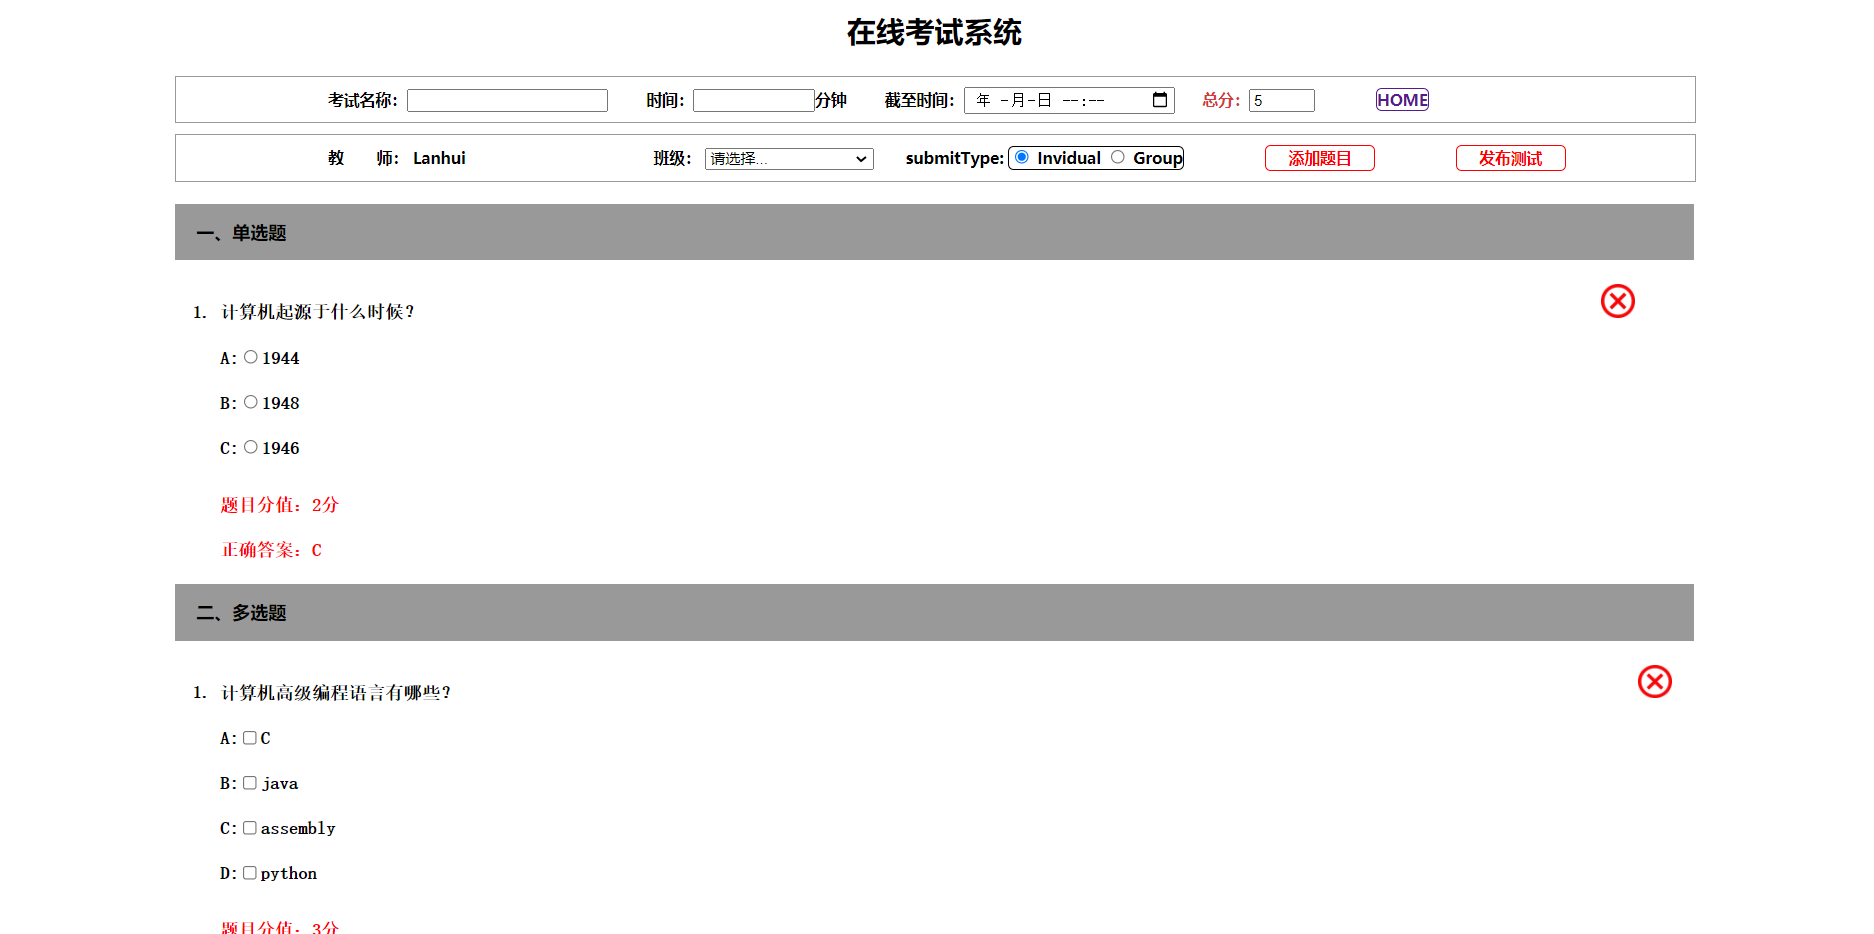 在线考试系统
考试名称： 时间： 分钟 截至时间： 年 -月-日 --:-- 总分： 5 HOME
教 师： Lanhui 班级： 请选择... submitType: Invidual Group 添加题目 发布测试
一、单选题
1. 计算机起源于什么时候？
A: 1944
B: 1948
C: 1946
题目分值：2分
正确答案：C
二、多选题
1. 计算机高级编程语言有哪些？
A: C
B: java
C: assembly
D: python
题目分值：3分